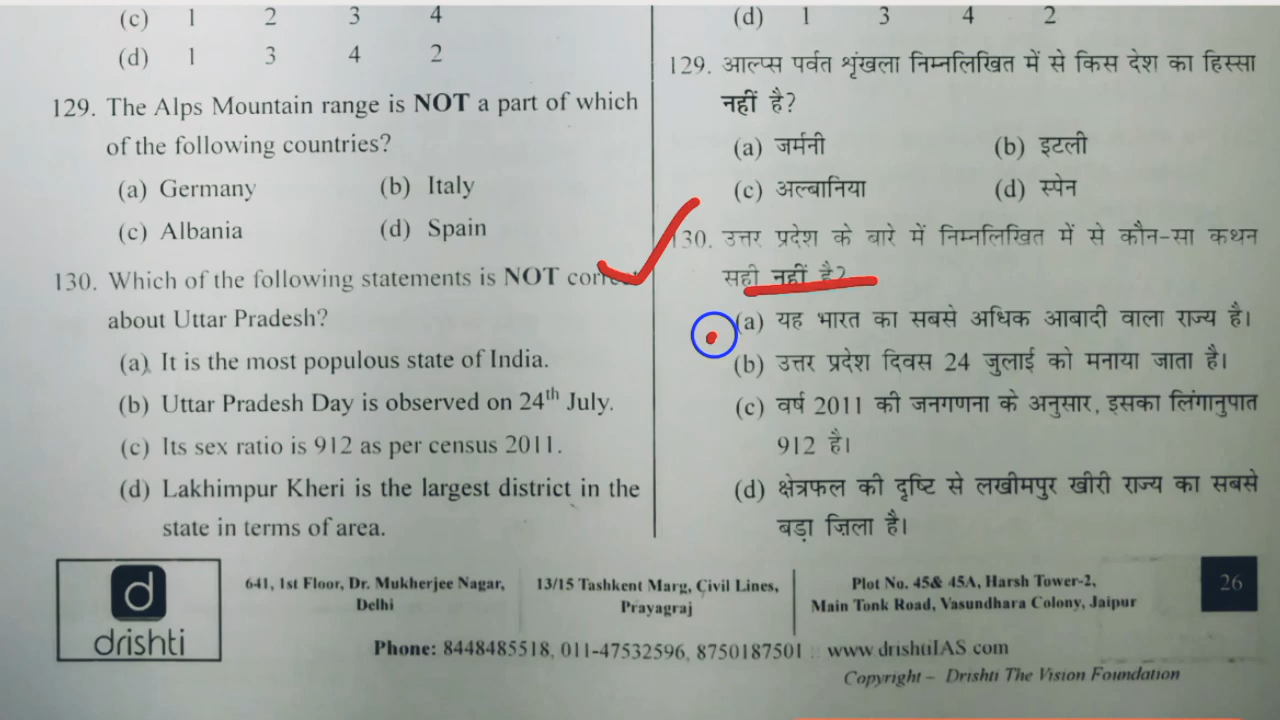 (c) 1 2 3 4
(d) 1 3 4 2
129. The Alps Mountain range is NOT a part of which
of the following countries?
(a) Germany (b) Italy
(c) Albania (d) Spain
130. Which of the following statements is NOT correct
about Uttar Pradesh?
(a) It is the most populous state of India.
(b) Uttar Pradesh Day is observed on 24th July.
(c) Its sex ratio is 912 as per census 2011.
(d) Lakhimpur Kheri is the largest district in the
state in terms of area.
(d) 1 3 4 2
129. आल्प्स पर्वत शृंखला निम्नलिखित में से किस देश का हिस्सा
नहीं है?
(a) जर्मनी (b) इटली
(c) अल्बानिया (d) स्पेन
130. उत्तर प्रदेश के बारे में निम्नलिखित में से कौन-सा कथन
सही नहीं है?
(a) यह भारत का सबसे अधिक आबादी वाला राज्य है।
(b) उत्तर प्रदेश दिवस 24 जुलाई को मनाया जाता है।
(c) वर्ष 2011 की जनगणना के अनुसार, इसका लिंगानुपात
912 है।
(d) क्षेत्रफल की दृष्टि से लखीमपुर खीरी राज्य का सबसे
बड़ा ज़िला है।
d
drishti
641, 1st Floor, Dr. Mukherjee Nagar,
Delhi
13/15 Tashkent Marg, Civil Lines,
Prayagraj
Plot No. 45& 45A, Harsh Tower-2,
Main Tonk Road, Vasundhara Colony, Jaipur
26
Phone: 8448485518, 011-47532596, 8750187501 :: www.drishtiIAS.com
Copyright – Drishti The Vision Foundation